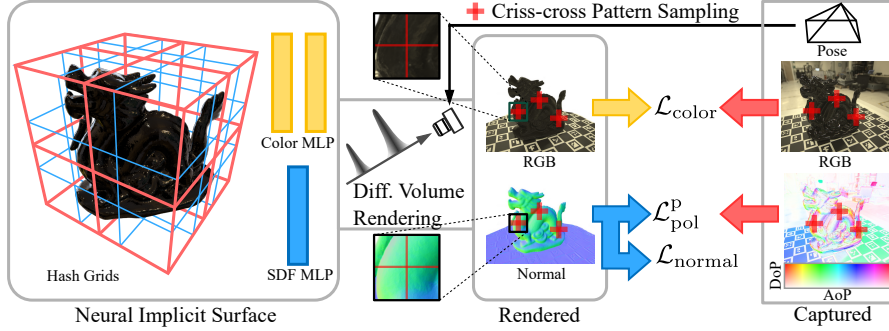 Criss-cross Pattern Sampling
Pose
Color MLP
RGB
ℒcolor
RGB
Diff. Volume
Rendering
ℒᵖpol
Hash Grids
SDF MLP
Normal
ℒnormal
DoP
AoP
Neural Implicit Surface
Rendered
Captured